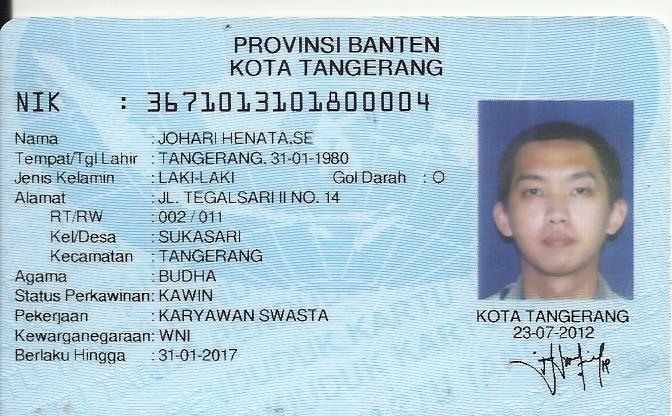 PROVINSI BANTEN
KOTA TANGERANG
NIK : 3671013101800004
Nama : JOHARI HENATA,SE
Tempat/Tgl Lahir : TANGERANG, 31-01-1980
Jenis Kelamin : LAKI-LAKI Gol Darah : O
Alamat : JL. TEGALSARI II NO. 14
RT/RW : 002 / 011
Kel/Desa : SUKASARI
Kecamatan : TANGERANG
Agama : BUDHA
Status Perkawinan: KAWIN
Pekerjaan : KARYAWAN SWASTA
Kewarganegaraan: WNI
Berlaku Hingga : 31-01-2017
KOTA TANGERANG
23-07-2012